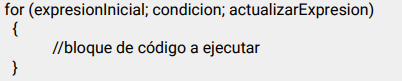 for (expresionInicial; condicion; actualizarExpresion)
{
//bloque de código a ejecutar
}